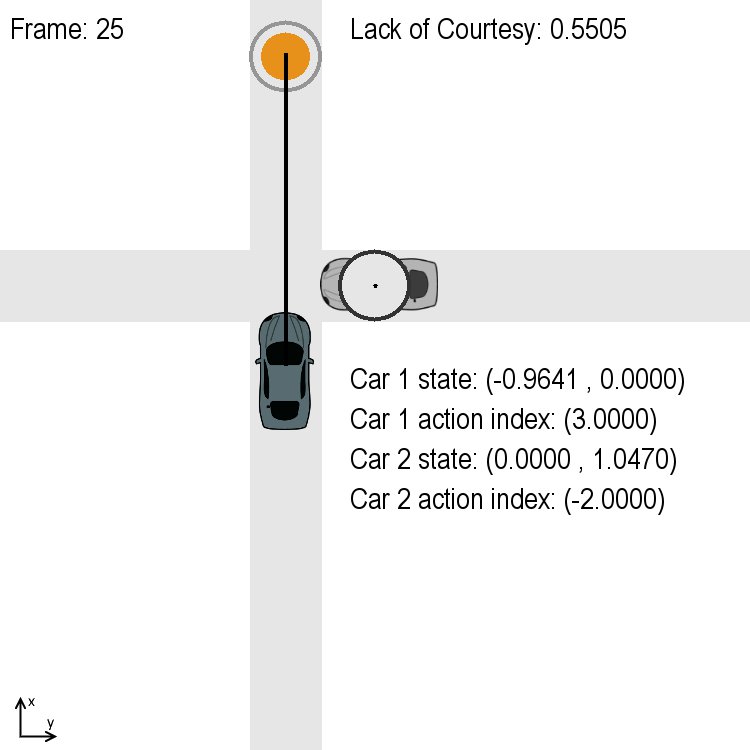 Frame: 25
Lack of Courtesy: 0.5505
Car 1 state: (-0.9641 , 0.0000)
Car 1 action index: (3.0000)
Car 2 state: (0.0000 , 1.0470)
Car 2 action index: (-2.0000)
x
y